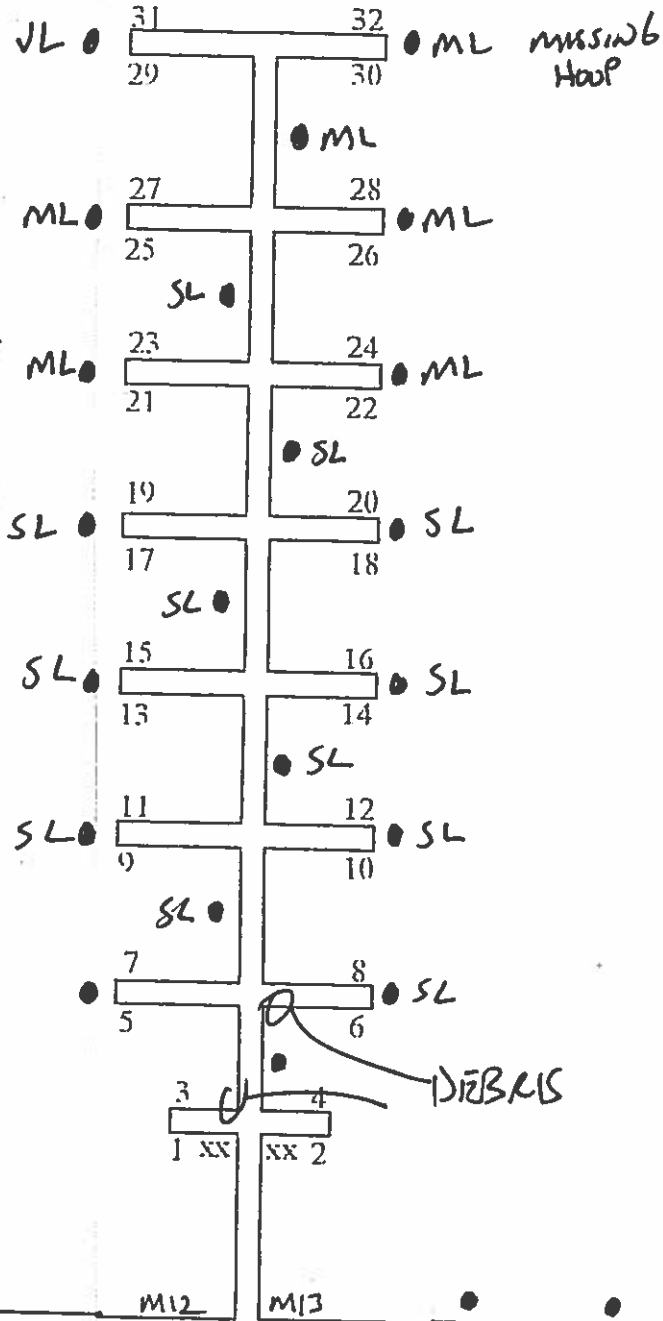 31 32
VL ML MISSING
29 30 HOOP
ML
27 28
ML ML
25 26
SL
23 24
ML ML
21 22
SL
19 20
SL SL
17 18
SL
15 16
SL SL
13 14
SL
11 12
SL SL
9 10
SL
7 8
SL
5 6
DEBRIS
3 4
1 xx xx 2
M12 M13